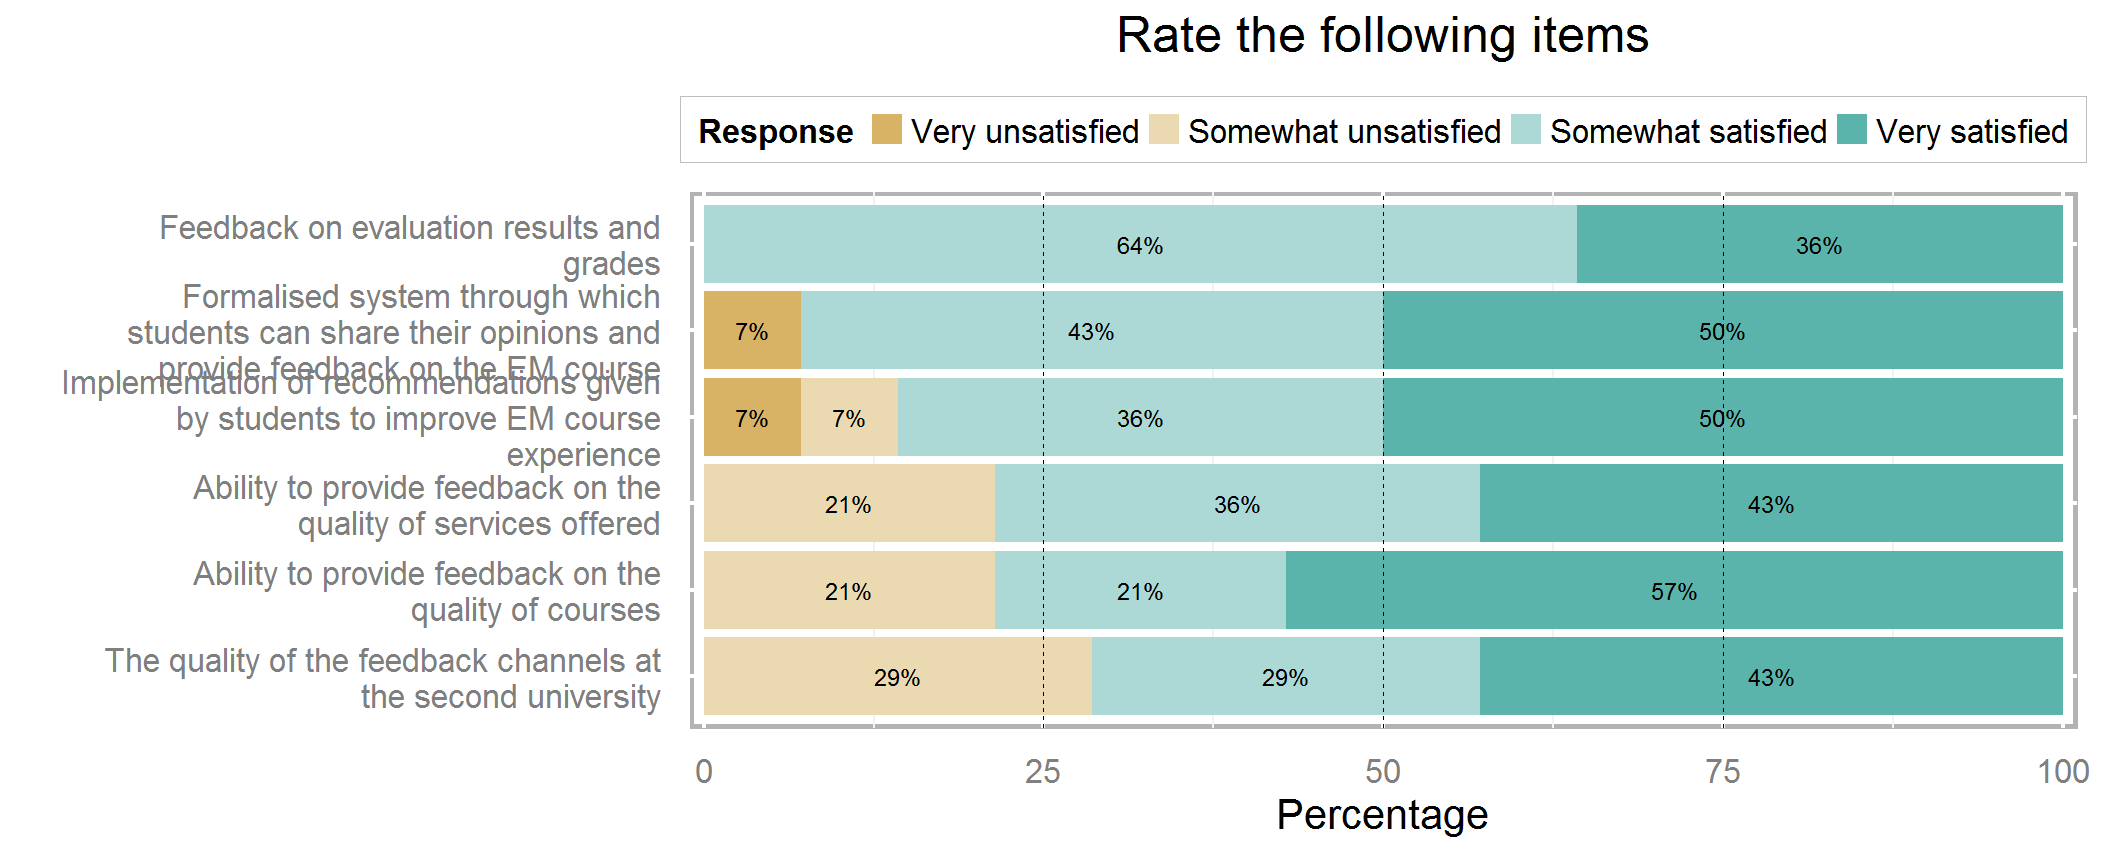 Rate the following items
Response Very unsatisfied Somewhat unsatisfied Somewhat satisfied Very satisfied
Feedback on evaluation results and
grades
64% 36%
Formalised system through which
students can share their opinions and
provide feedback on the EM course
7% 43% 50%
Implementation of recommendations given
by students to improve EM course
experience
7% 7% 36% 50%
Ability to provide feedback on the
quality of services offered
21% 36% 43%
Ability to provide feedback on the
quality of courses
21% 21% 57%
The quality of the feedback channels at
the second university
29% 29% 43%
0 25 50 75 100
Percentage